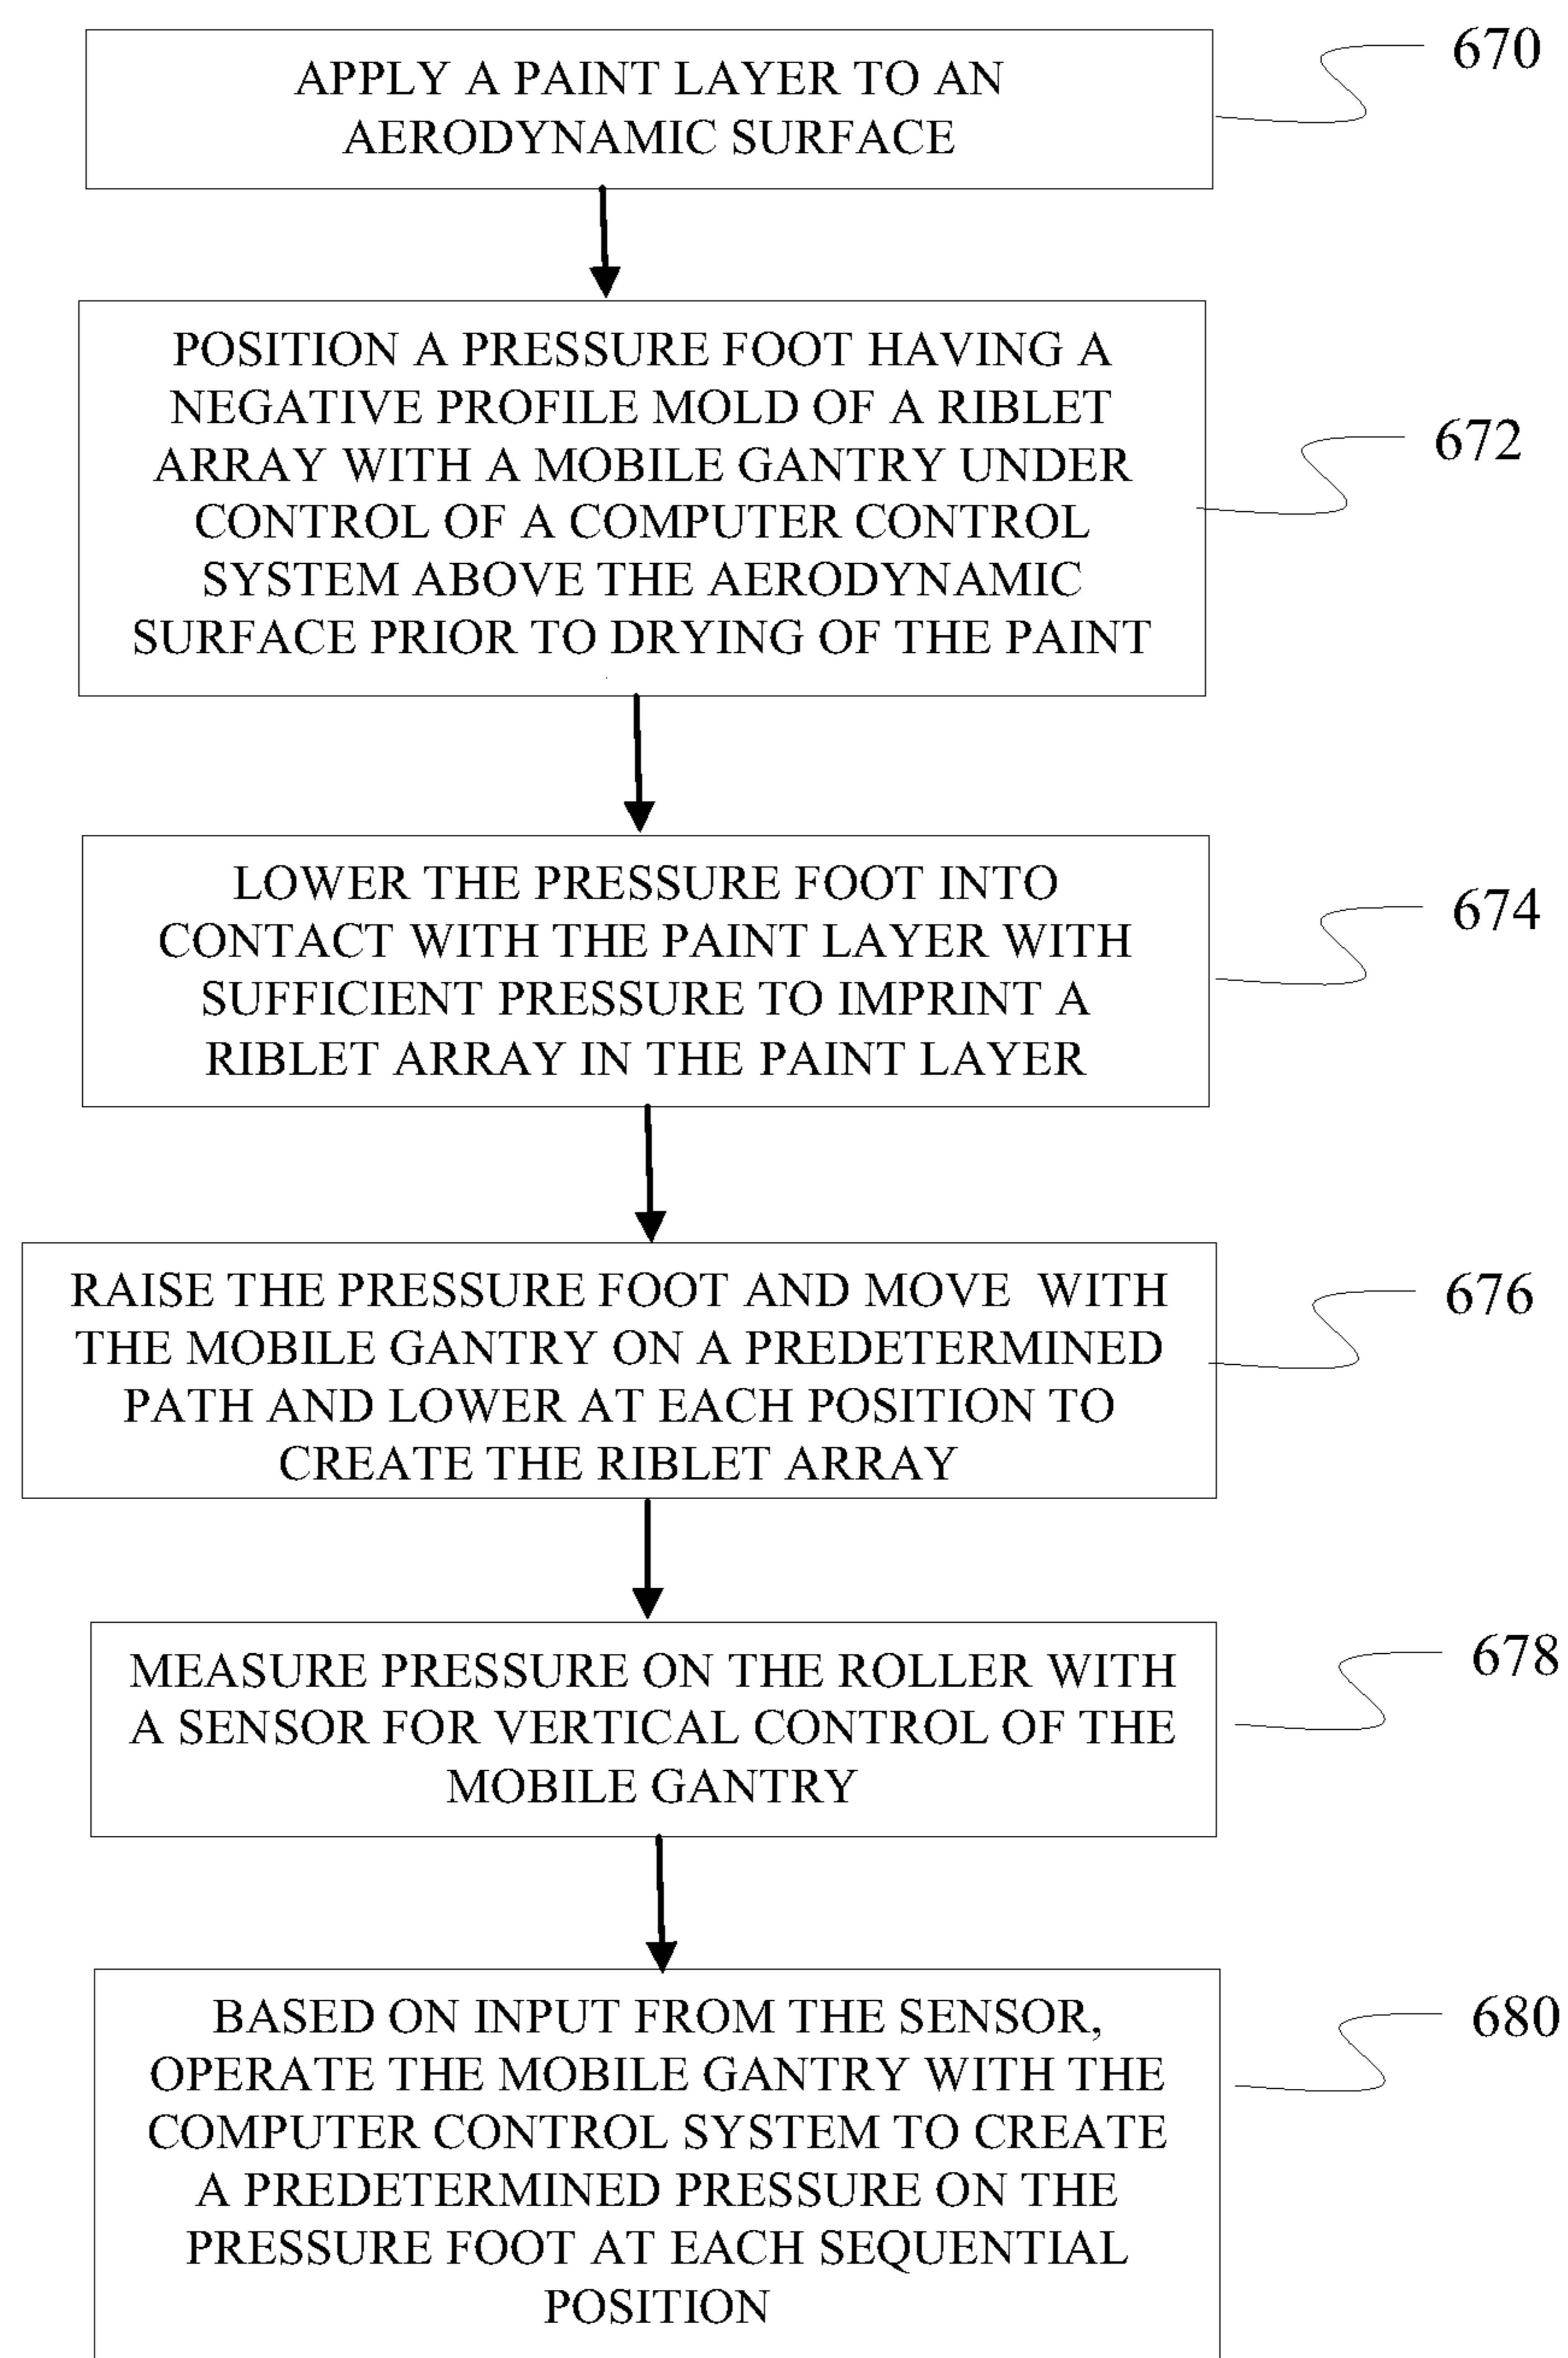 APPLY A PAINT LAYER TO AN
AERODYNAMIC SURFACE
670
POSITION A PRESSURE FOOT HAVING A
NEGATIVE PROFILE MOLD OF A RIBLET
ARRAY WITH A MOBILE GANTRY UNDER
CONTROL OF A COMPUTER CONTROL
SYSTEM ABOVE THE AERODYNAMIC
SURFACE PRIOR TO DRYING OF THE PAINT
672
LOWER THE PRESSURE FOOT INTO
CONTACT WITH THE PAINT LAYER WITH
SUFFICIENT PRESSURE TO IMPRINT A
RIBLET ARRAY IN THE PAINT LAYER
674
RAISE THE PRESSURE FOOT AND MOVE WITH
THE MOBILE GANTRY ON A PREDETERMINED
PATH AND LOWER AT EACH POSITION TO
CREATE THE RIBLET ARRAY
676
MEASURE PRESSURE ON THE ROLLER WITH
A SENSOR FOR VERTICAL CONTROL OF THE
MOBILE GANTRY
678
BASED ON INPUT FROM THE SENSOR,
OPERATE THE MOBILE GANTRY WITH THE
COMPUTER CONTROL SYSTEM TO CREATE
A PREDETERMINED PRESSURE ON THE
PRESSURE FOOT AT EACH SEQUENTIAL
POSITION
680